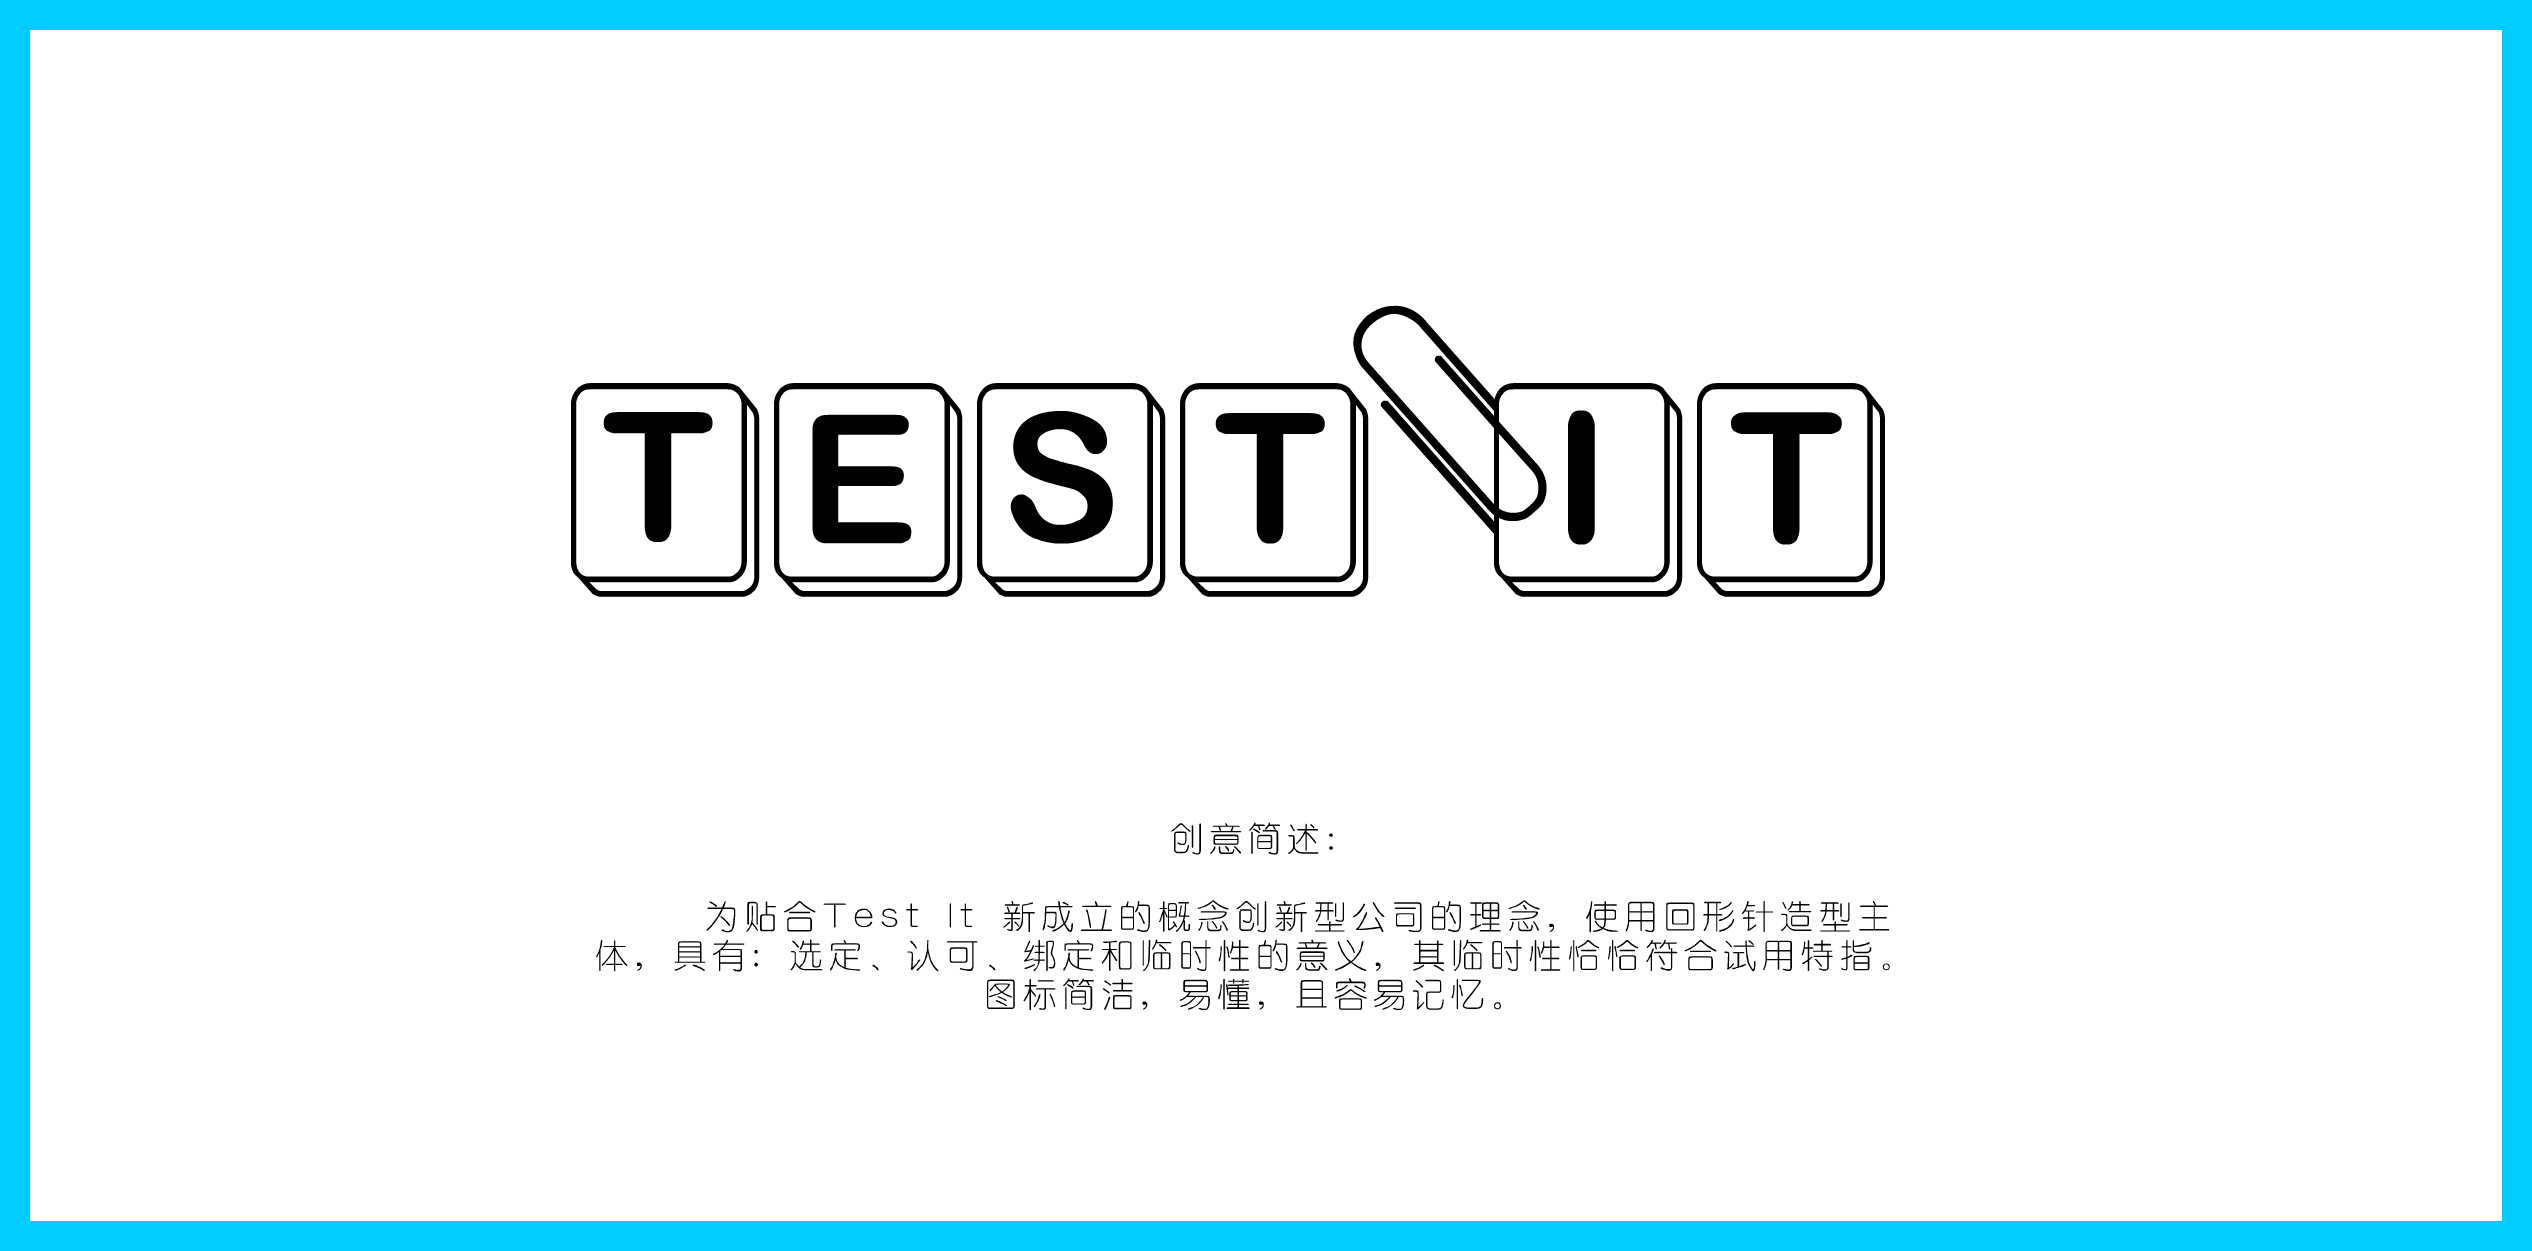 TEST IT
创意简述：
为贴合Test It 新成立的概念创新型公司的理念，使用回形针造型主
体，具有：选定、认可、绑定和临时性的意义，其临时性恰恰符合试用特指。
图标简洁，易懂，且容易记忆。